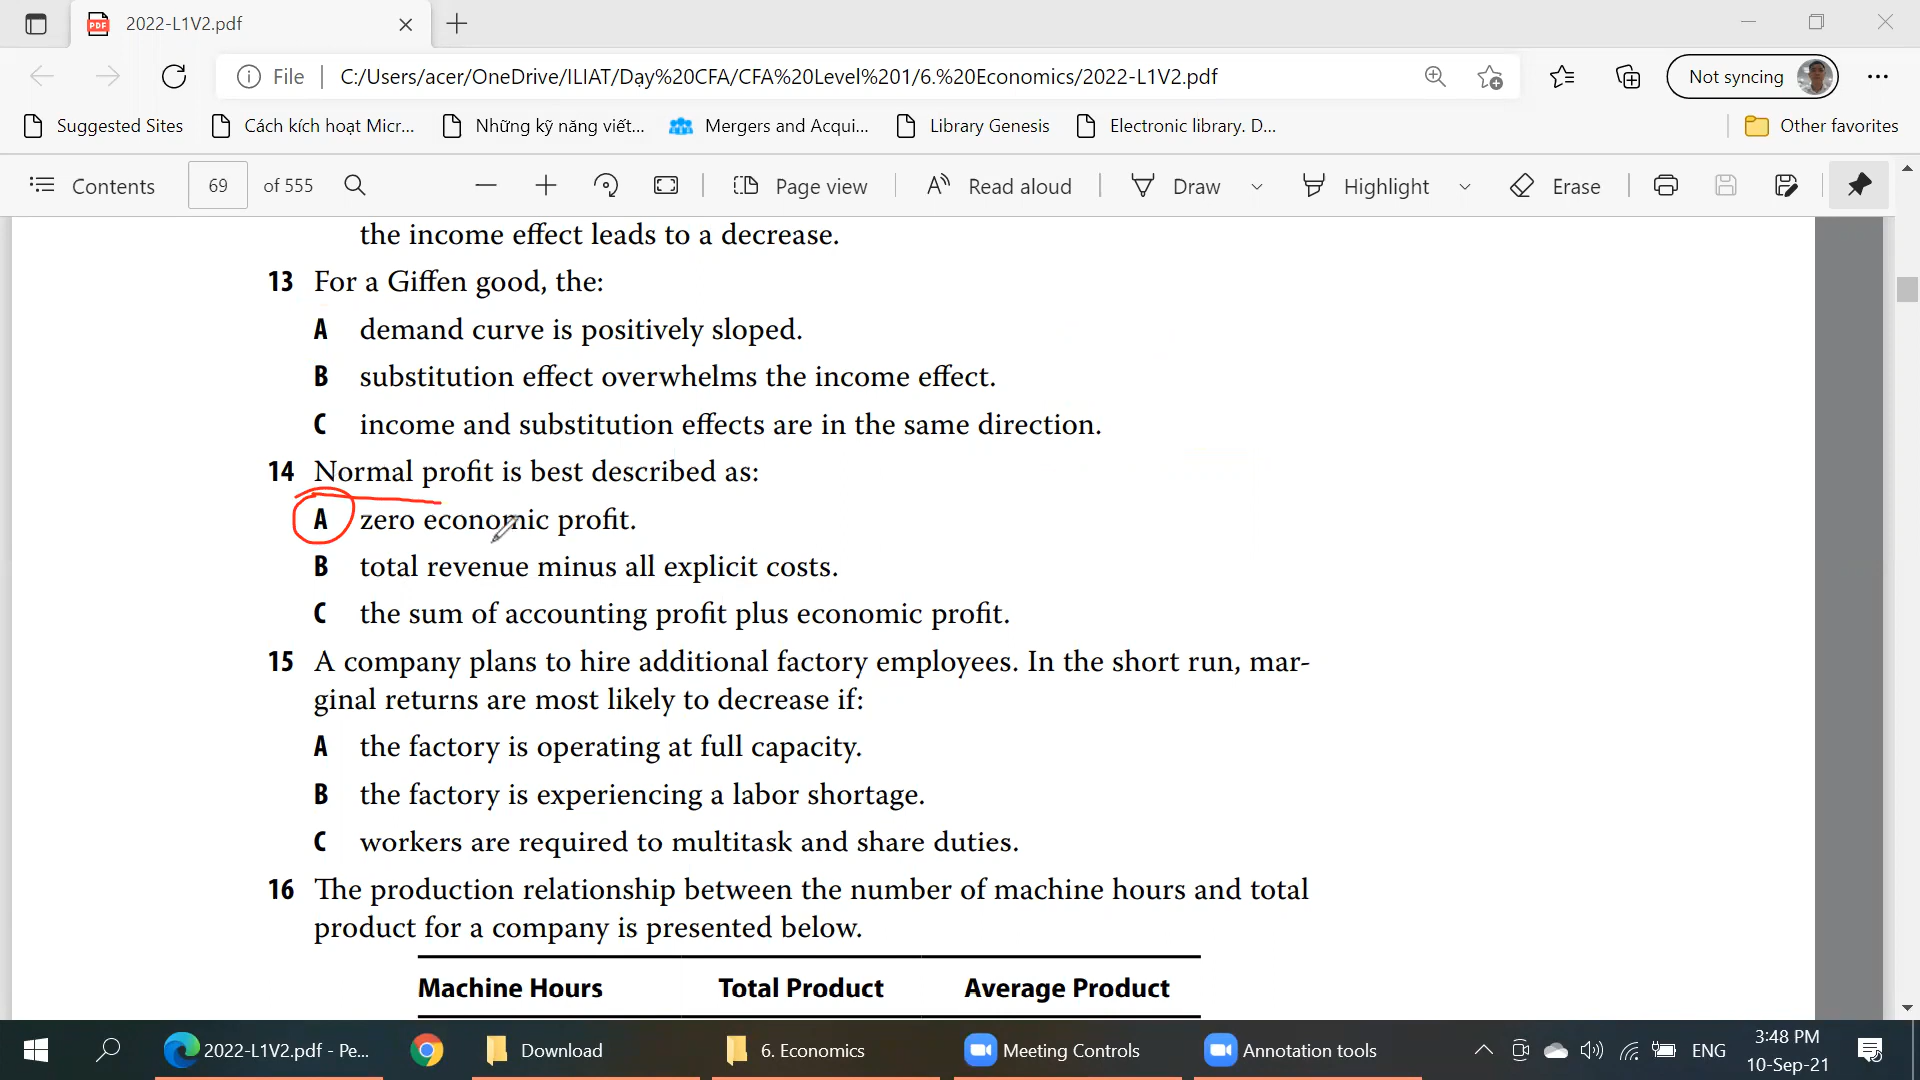 2022-L1V2.pdf
File
C:/Users/acer/OneDrive/ILIAT/Dạy%20CFA/CFA%20Level%201/6.%20Economics/2022-L1V2.pdf
Not syncing
Suggested Sites
Cách kích hoạt Micr...
Những kỹ năng viết...
Mergers and Acqui...
Library Genesis
Electronic library. D...
Other favorites
Contents
69
of 555
Page view
Read aloud
Draw
Highlight
Erase
the income effect leads to a decrease.
13 For a Giffen good, the:
A demand curve is positively sloped.
B substitution effect overwhelms the income effect.
C income and substitution effects are in the same direction.
14 Normal profit is best described as:
A zero economic profit.
B total revenue minus all explicit costs.
C the sum of accounting profit plus economic profit.
15 A company plans to hire additional factory employees. In the short run, mar-
ginal returns are most likely to decrease if:
A the factory is operating at full capacity.
B the factory is experiencing a labor shortage.
C workers are required to multitask and share duties.
16 The production relationship between the number of machine hours and total
product for a company is presented below.
Machine Hours Total Product Average Product
2022-L1V2.pdf - Pe...
Download
6. Economics
Meeting Controls
Annotation tools
ENG
3:48 PM
10-Sep-21